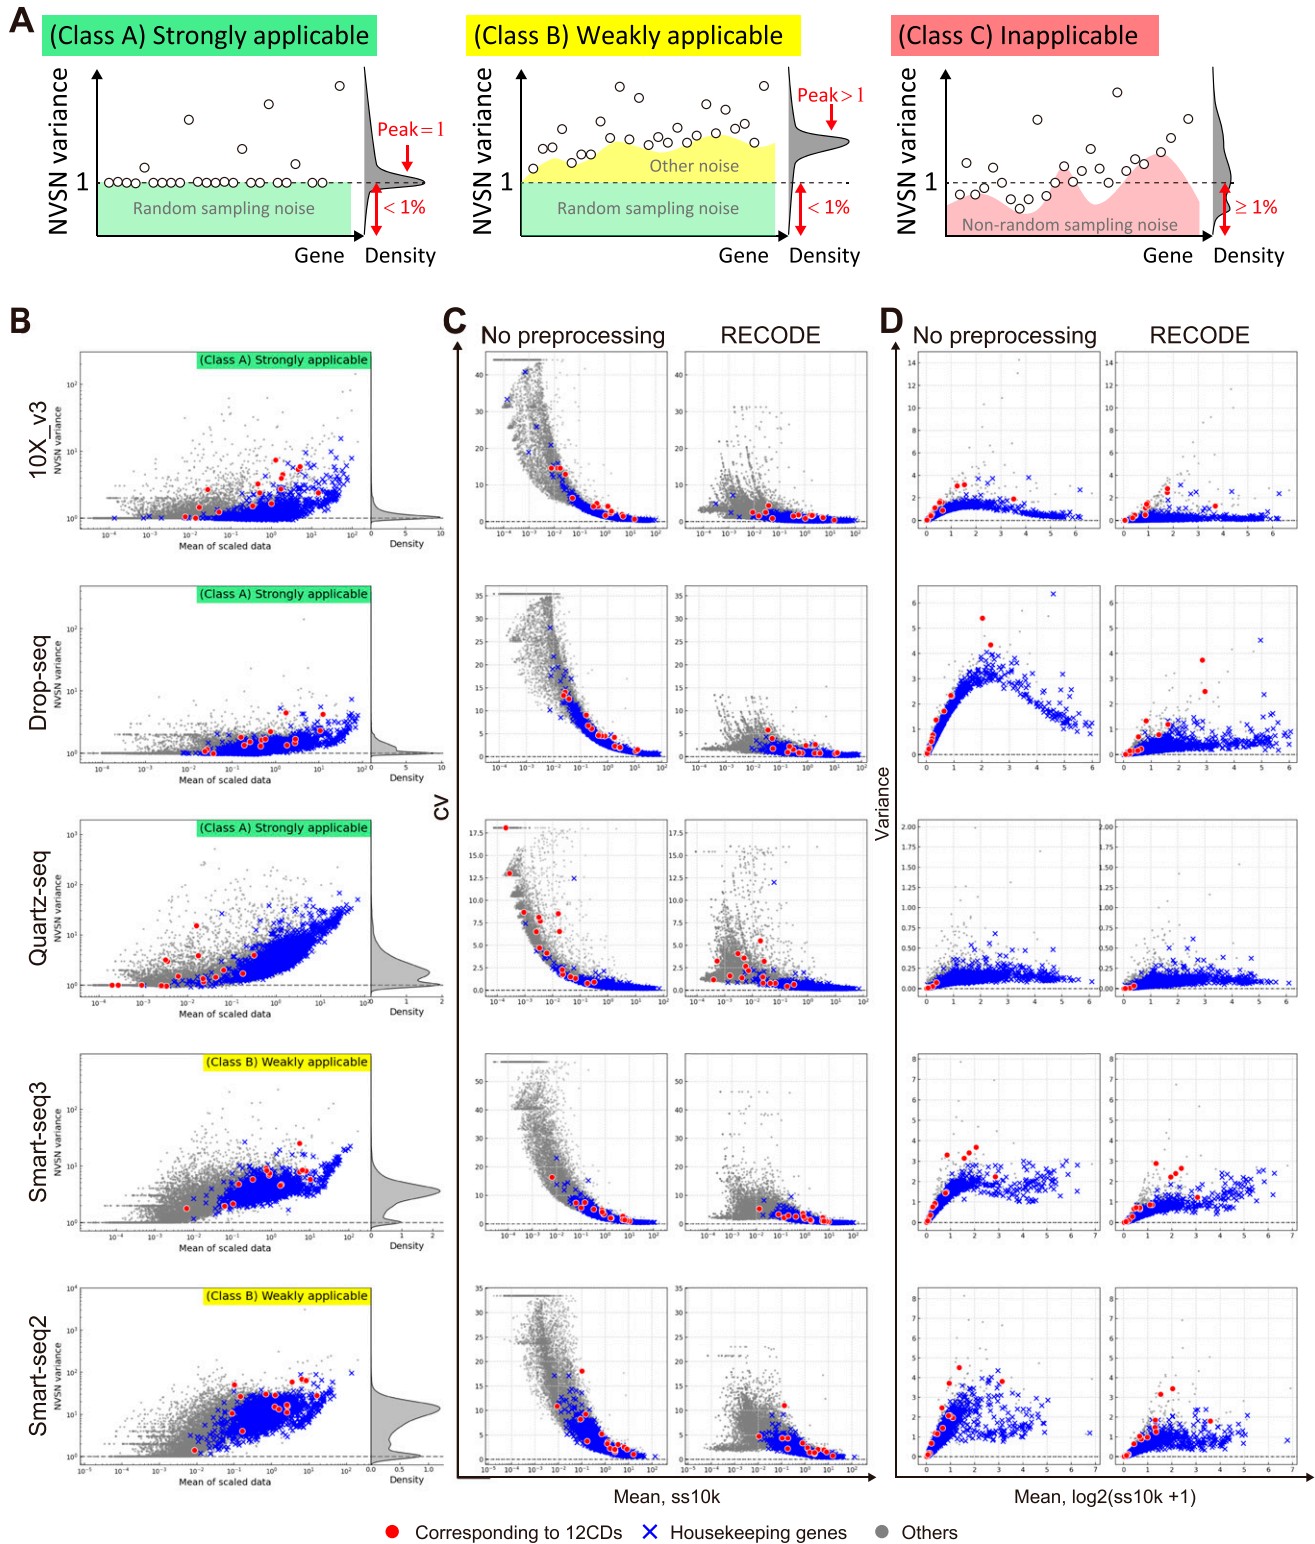 A
(Class A) Strongly applicable
(Class B) Weakly applicable
(Class C) Inapplicable
NVSN variance
1
Peak = 1
< 1%
Random sampling noise
Gene
Density
NVSN variance
1
Peak > 1
< 1%
Other noise
Random sampling noise
Gene
Density
NVSN variance
1
≥ 1%
Non-random sampling noise
Gene
Density
B
C
D
No preprocessing
RECODE
No preprocessing
RECODE
10X_v3
NVSN variance
(Class A) Strongly applicable
Mean of scaled data
Density
Drop-seq
NVSN variance
(Class A) Strongly applicable
Mean of scaled data
Density
Quartz-seq
NVSN variance
(Class A) Strongly applicable
Mean of scaled data
Density
Smart-seq3
NVSN variance
(Class B) Weakly applicable
Mean of scaled data
Density
Smart-seq2
NVSN variance
(Class B) Weakly applicable
Mean of scaled data
Density
CV
Variance
Mean, ss10k
Mean, log2(ss10k +1)
Corresponding to 12CDs
Housekeeping genes
Others